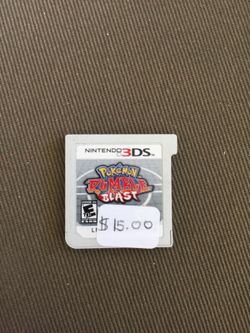 NINTENDO 3DS
POKÉMON
RUMBLE
BLAST
E
$15.00